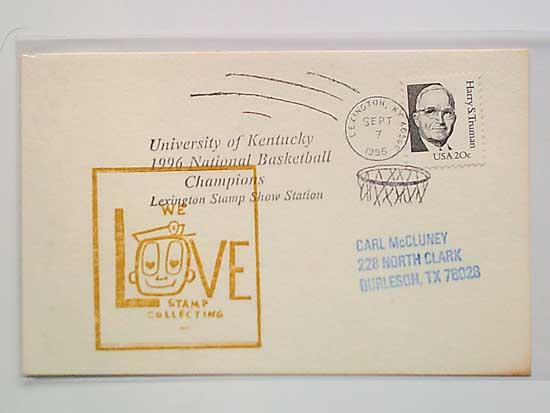 Harry S. Truman
USA 20c
LEXINGTON, KY
SEPT
7
1996
University of Kentucky
1996 National Basketball
Champions
Lexington Stamp Show Station
WE
LOVE
STAMP
COLLECTING
CARL McCLUNEY
228 NORTH CLARK
BURLESON, TX 76028